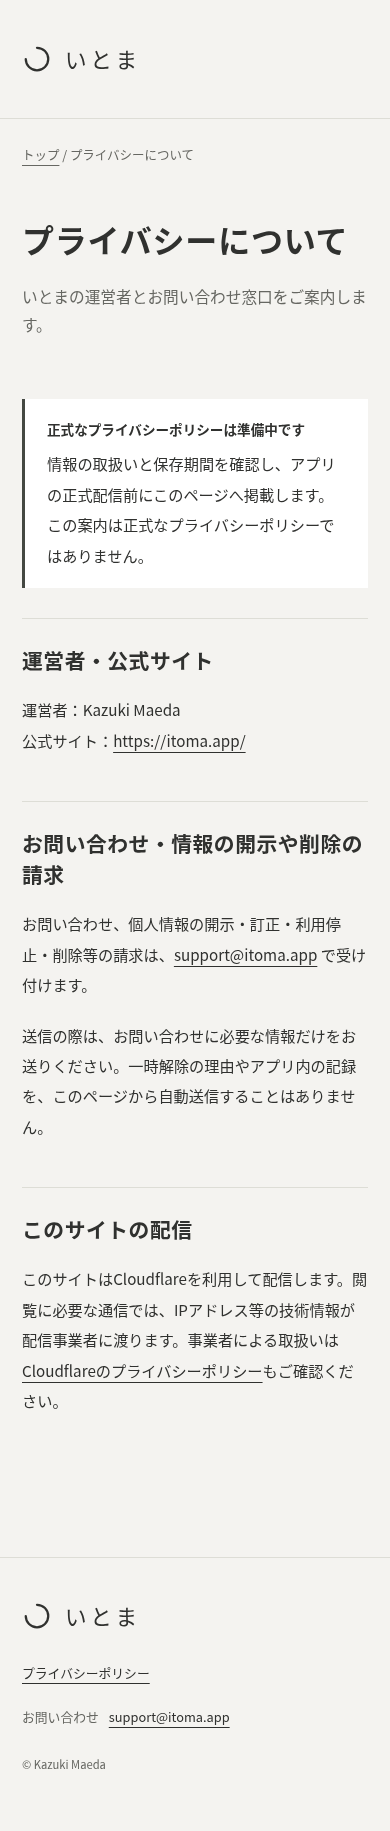 いとま
トップ / プライバシーについて
プライバシーについて
いとまの運営者とお問い合わせ窓口をご案内しま
す。
正式なプライバシーポリシーは準備中です
情報の取扱いと保存期間を確認し、アプリ
の正式配信前にこのページへ掲載します。
この案内は正式なプライバシーポリシーで
はありません。
運営者・公式サイト
運営者：Kazuki Maeda
公式サイト：https://itoma.app/
お問い合わせ・情報の開示や削除の
請求
お問い合わせ、個人情報の開示・訂正・利用停
止・削除等の請求は、support@itoma.app で受け
付けます。
送信の際は、お問い合わせに必要な情報だけをお
送りください。一時解除の理由やアプリ内の記録
を、このページから自動送信することはありませ
ん。
このサイトの配信
このサイトはCloudflareを利用して配信します。閲
覧に必要な通信では、IPアドレス等の技術情報が
配信事業者に渡ります。事業者による取扱いは
Cloudflareのプライバシーポリシーもご確認くだ
さい。
いとま
プライバシーポリシー
お問い合わせ support@itoma.app
© Kazuki Maeda